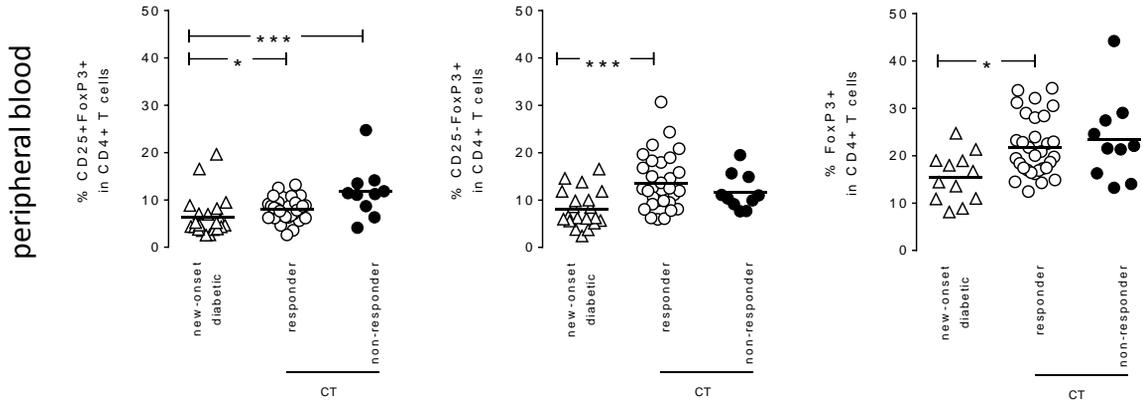 peripheral blood
% CD25+FoxP3+
in CD4+ T cells
50
40
30
20
10
0
***
*
new-onset
diabetic
responder
non-responder
CT
% CD25-FoxP3+
in CD4+ T cells
50
40
30
20
10
0
***
new-onset
diabetic
responder
non-responder
CT
% FoxP3+
in CD4+ T cells
50
40
30
20
10
0
*
new-onset
diabetic
responder
non-responder
CT